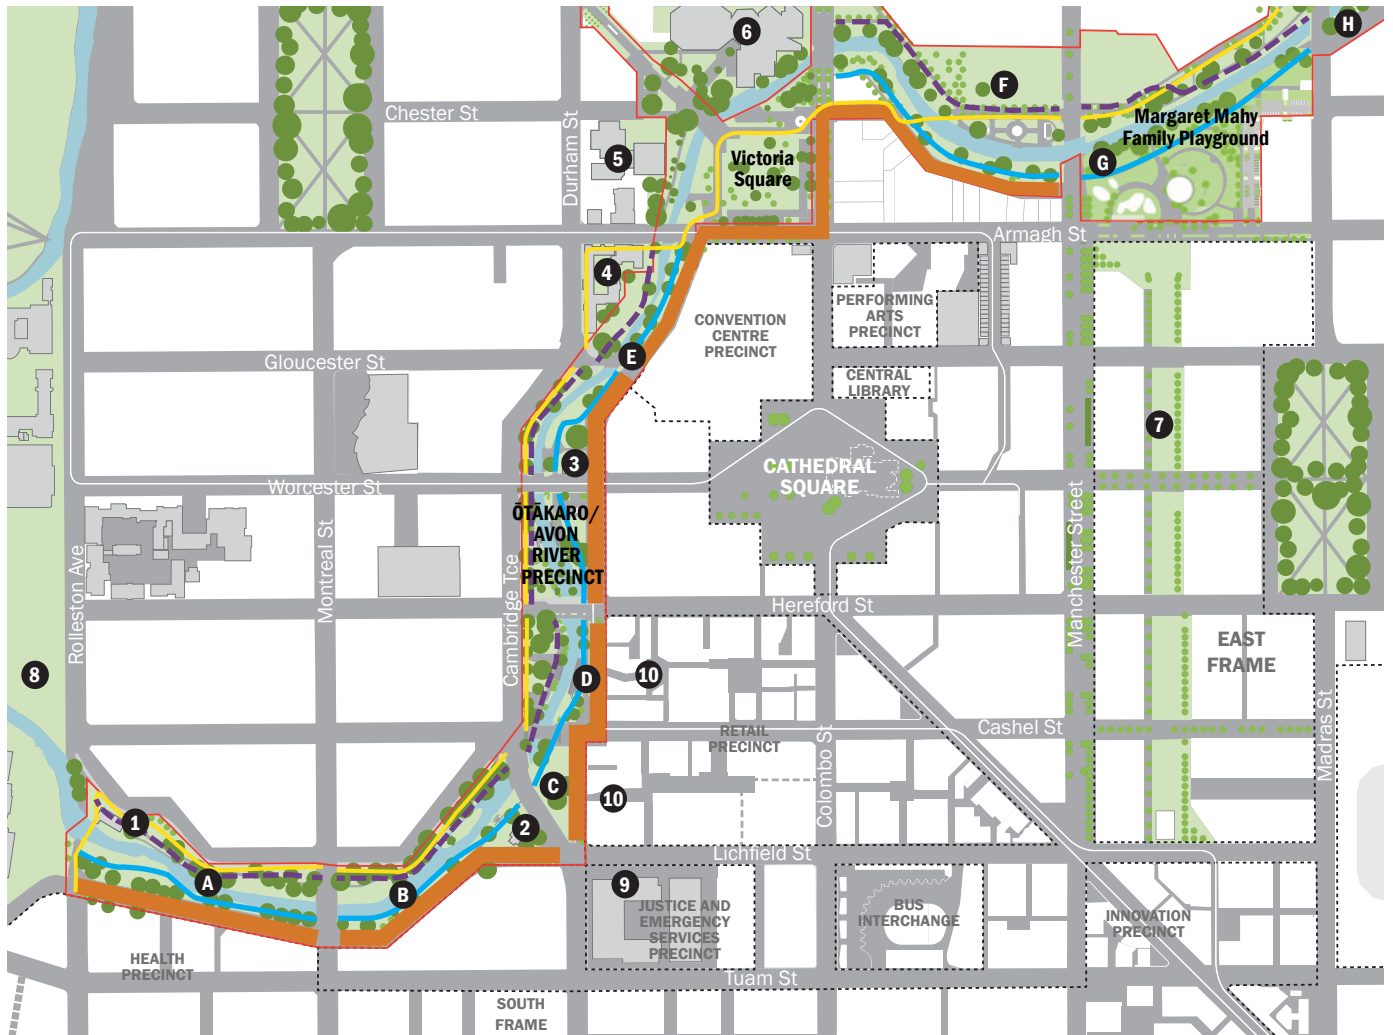 H
6
F
Chester St
Durham St
5
Margaret Mahy
Family Playground
Victoria
Square
G
Armagh St
4
PERFORMING
ARTS
PRECINCT
CONVENTION
CENTRE
PRECINCT
E
Gloucester St
CENTRAL
LIBRARY
7
3
CATHEDRAL
SQUARE
Worcester St
ŌTĀKARO/
AVON
RIVER
PRECINCT
Rolleston Ave
Montreal St
Cambridge Tce
Manchester Street
Hereford St
EAST
FRAME
8
D
10
Cashel St
RETAIL
PRECINCT
Colombo St
Madras St
C
10
1
2
Lichfield St
A
B
9
JUSTICE AND
EMERGENCY
SERVICES
PRECINCT
BUS
INTERCHANGE
INNOVATION
PRECINCT
HEALTH
PRECINCT
Tuam St
SOUTH
FRAME